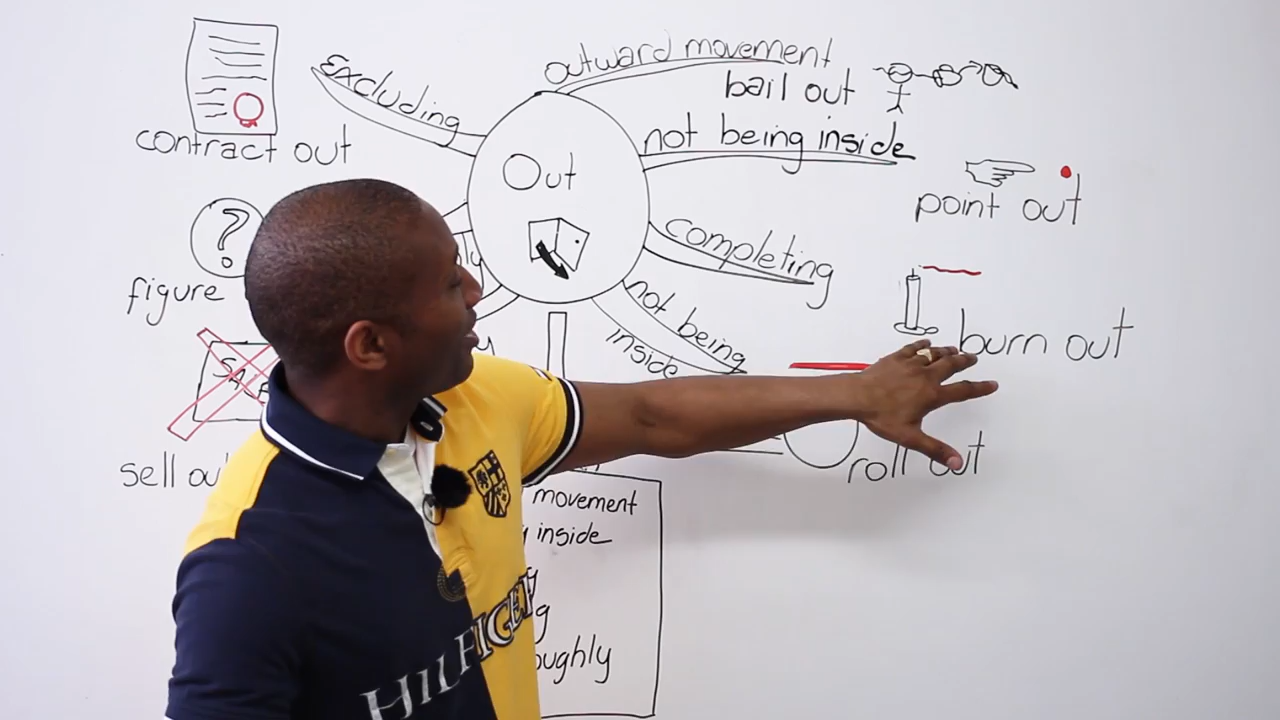 outward movement
bail out
Excluding
not being inside
contract out
Out
point out
?
completing
figure
not being
inside
burn out
SALE
sell ou
roll out
movement
inside
oughly
HILFIGER